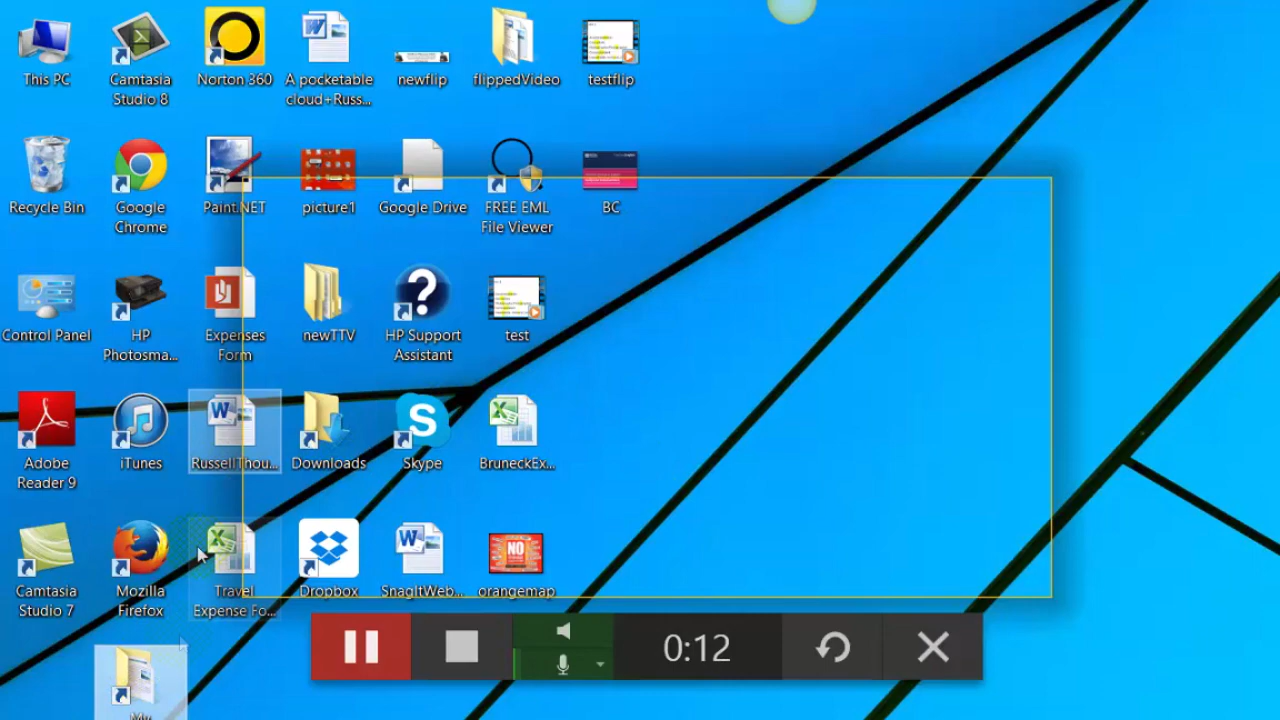 This PC
Camtasia
Studio 8
Norton 360
A pocketable
cloud+Russ...
newflip
flippedVideo
testflip
Recycle Bin
Google
Chrome
Paint.NET
picture1
Google Drive
FREE EML
File Viewer
BC
Control Panel
HP
Photosma...
Expenses
Form
newTTV
HP Support
Assistant
test
Adobe
Reader 9
iTunes
RussellThou...
Downloads
Skype
BruneckEx...
Camtasia
Studio 7
Mozilla
Firefox
Travel
Expense Fo...
Dropbox
SnagItWeb...
NO
orangemap
My
0:12